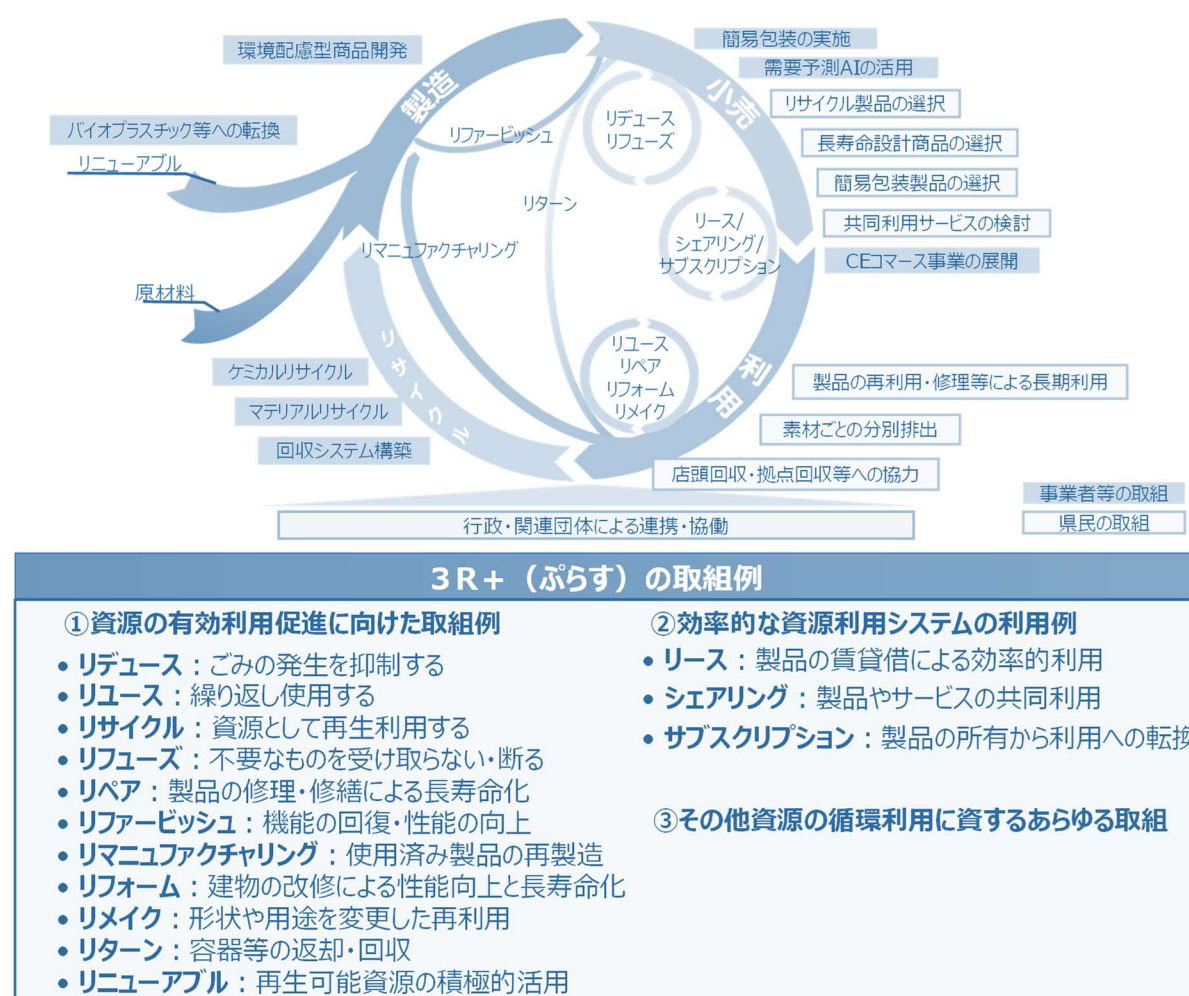 環境配慮型商品開発
バイオプラスチック等への転換
リニューアブル
原材料
製造
小売
利用
リサイクル
リファービッシュ
リターン
リマニュファクチャリング
リデュース
リフューズ
リース/
シェアリング/
サブスクリプション
リユース
リペア
リフォーム
リメイク
簡易包装の実施
需要予測AIの活用
リサイクル製品の選択
長寿命設計商品の選択
簡易包装製品の選択
共同利用サービスの検討
CEコマース事業の展開
製品の再利用・修理等による長期利用
素材ごとの分別排出
店頭回収・拠点回収等への協力
ケミカルリサイクル
マテリアルリサイクル
回収システム構築
行政・関連団体による連携・協働
事業者等の取組
県民の取組
3R+（ぷらす）の取組例
①資源の有効利用促進に向けた取組例
• リデュース：ごみの発生を抑制する
• リユース：繰り返し使用する
• リサイクル：資源として再生利用する
• リフューズ：不要なものを受け取らない・断る
• リペア：製品の修理・修繕による長寿命化
• リファービッシュ：機能の回復・性能の向上
• リマニュファクチャリング：使用済み製品の再製造
• リフォーム：建物の改修による性能向上と長寿命化
• リメイク：形状や用途を変更した再利用
• リターン：容器等の返却・回収
• リニューアブル：再生可能資源の積極的活用
②効率的な資源利用システムの利用例
• リース：製品の賃貸借による効率的利用
• シェアリング：製品やサービスの共同利用
• サブスクリプション：製品の所有から利用への転換
③その他資源の循環利用に資するあらゆる取組